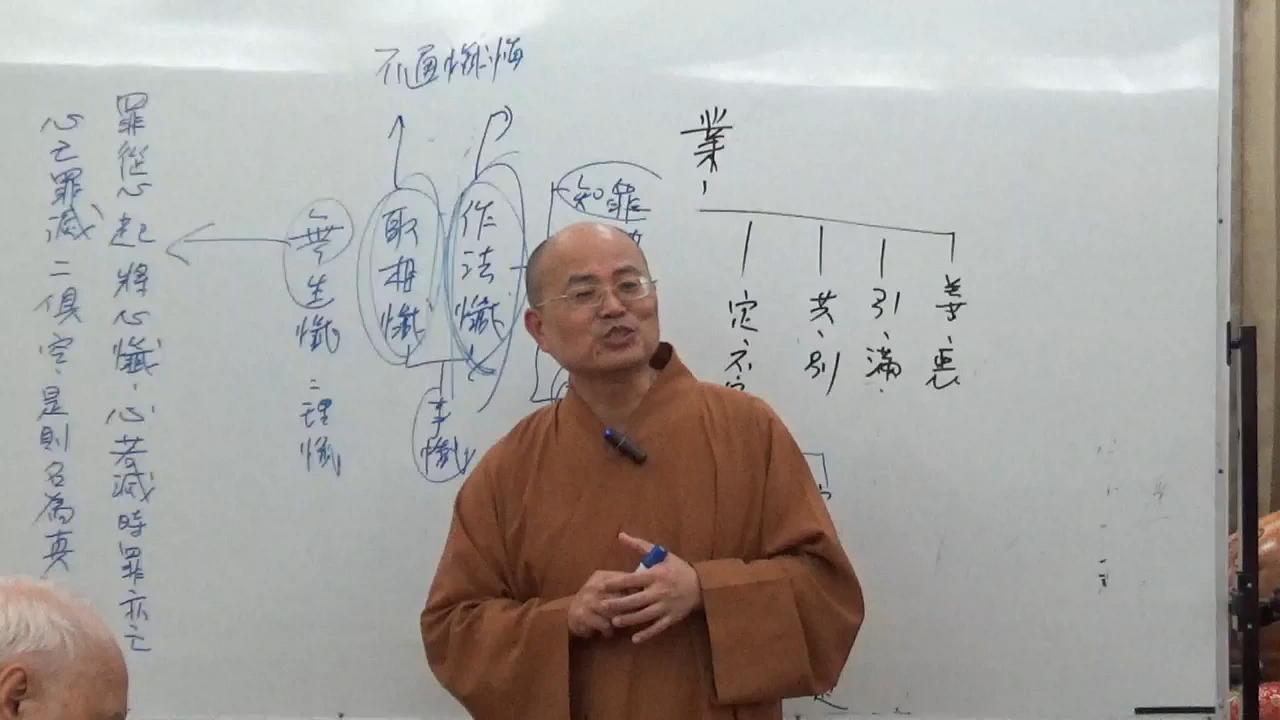 業
善、惡
引、滿
共、別
定、不
不通懺悔
知罪
作法懺
取相懺
事懺
無生懺=理懺
罪從心起將心懺.心若滅時罪亦亡
心亡罪滅二俱空.是則名為真